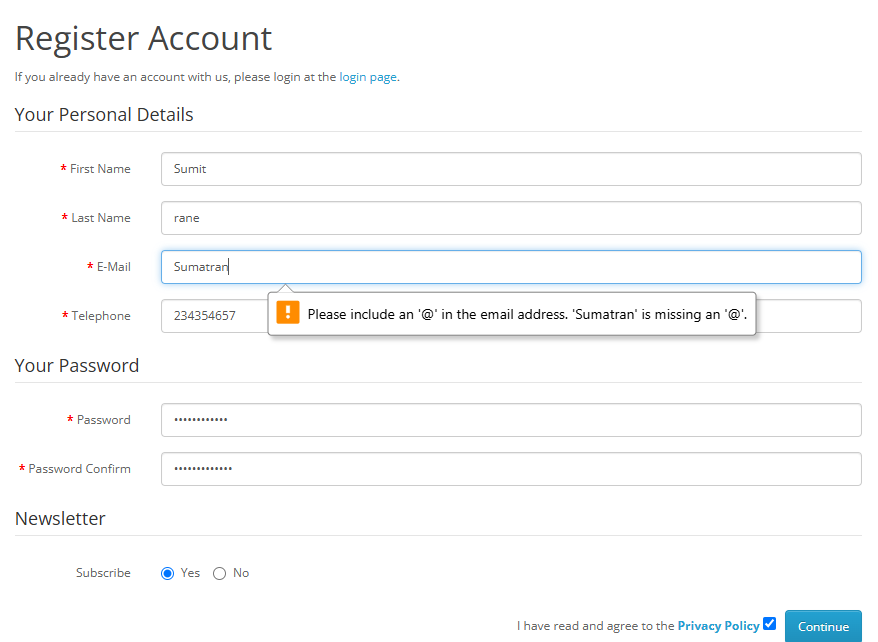 Register Account
If you already have an account with us, please login at the login page.
Your Personal Details
* First Name Sumit
* Last Name rane
* E-Mail Sumatran
Please include an '@' in the email address. 'Sumatran' is missing an '@'.
* Telephone 234354657
Your Password
* Password ••••••••••••
* Password Confirm •••••••••••••
Newsletter
Subscribe Yes No
I have read and agree to the Privacy Policy Continue